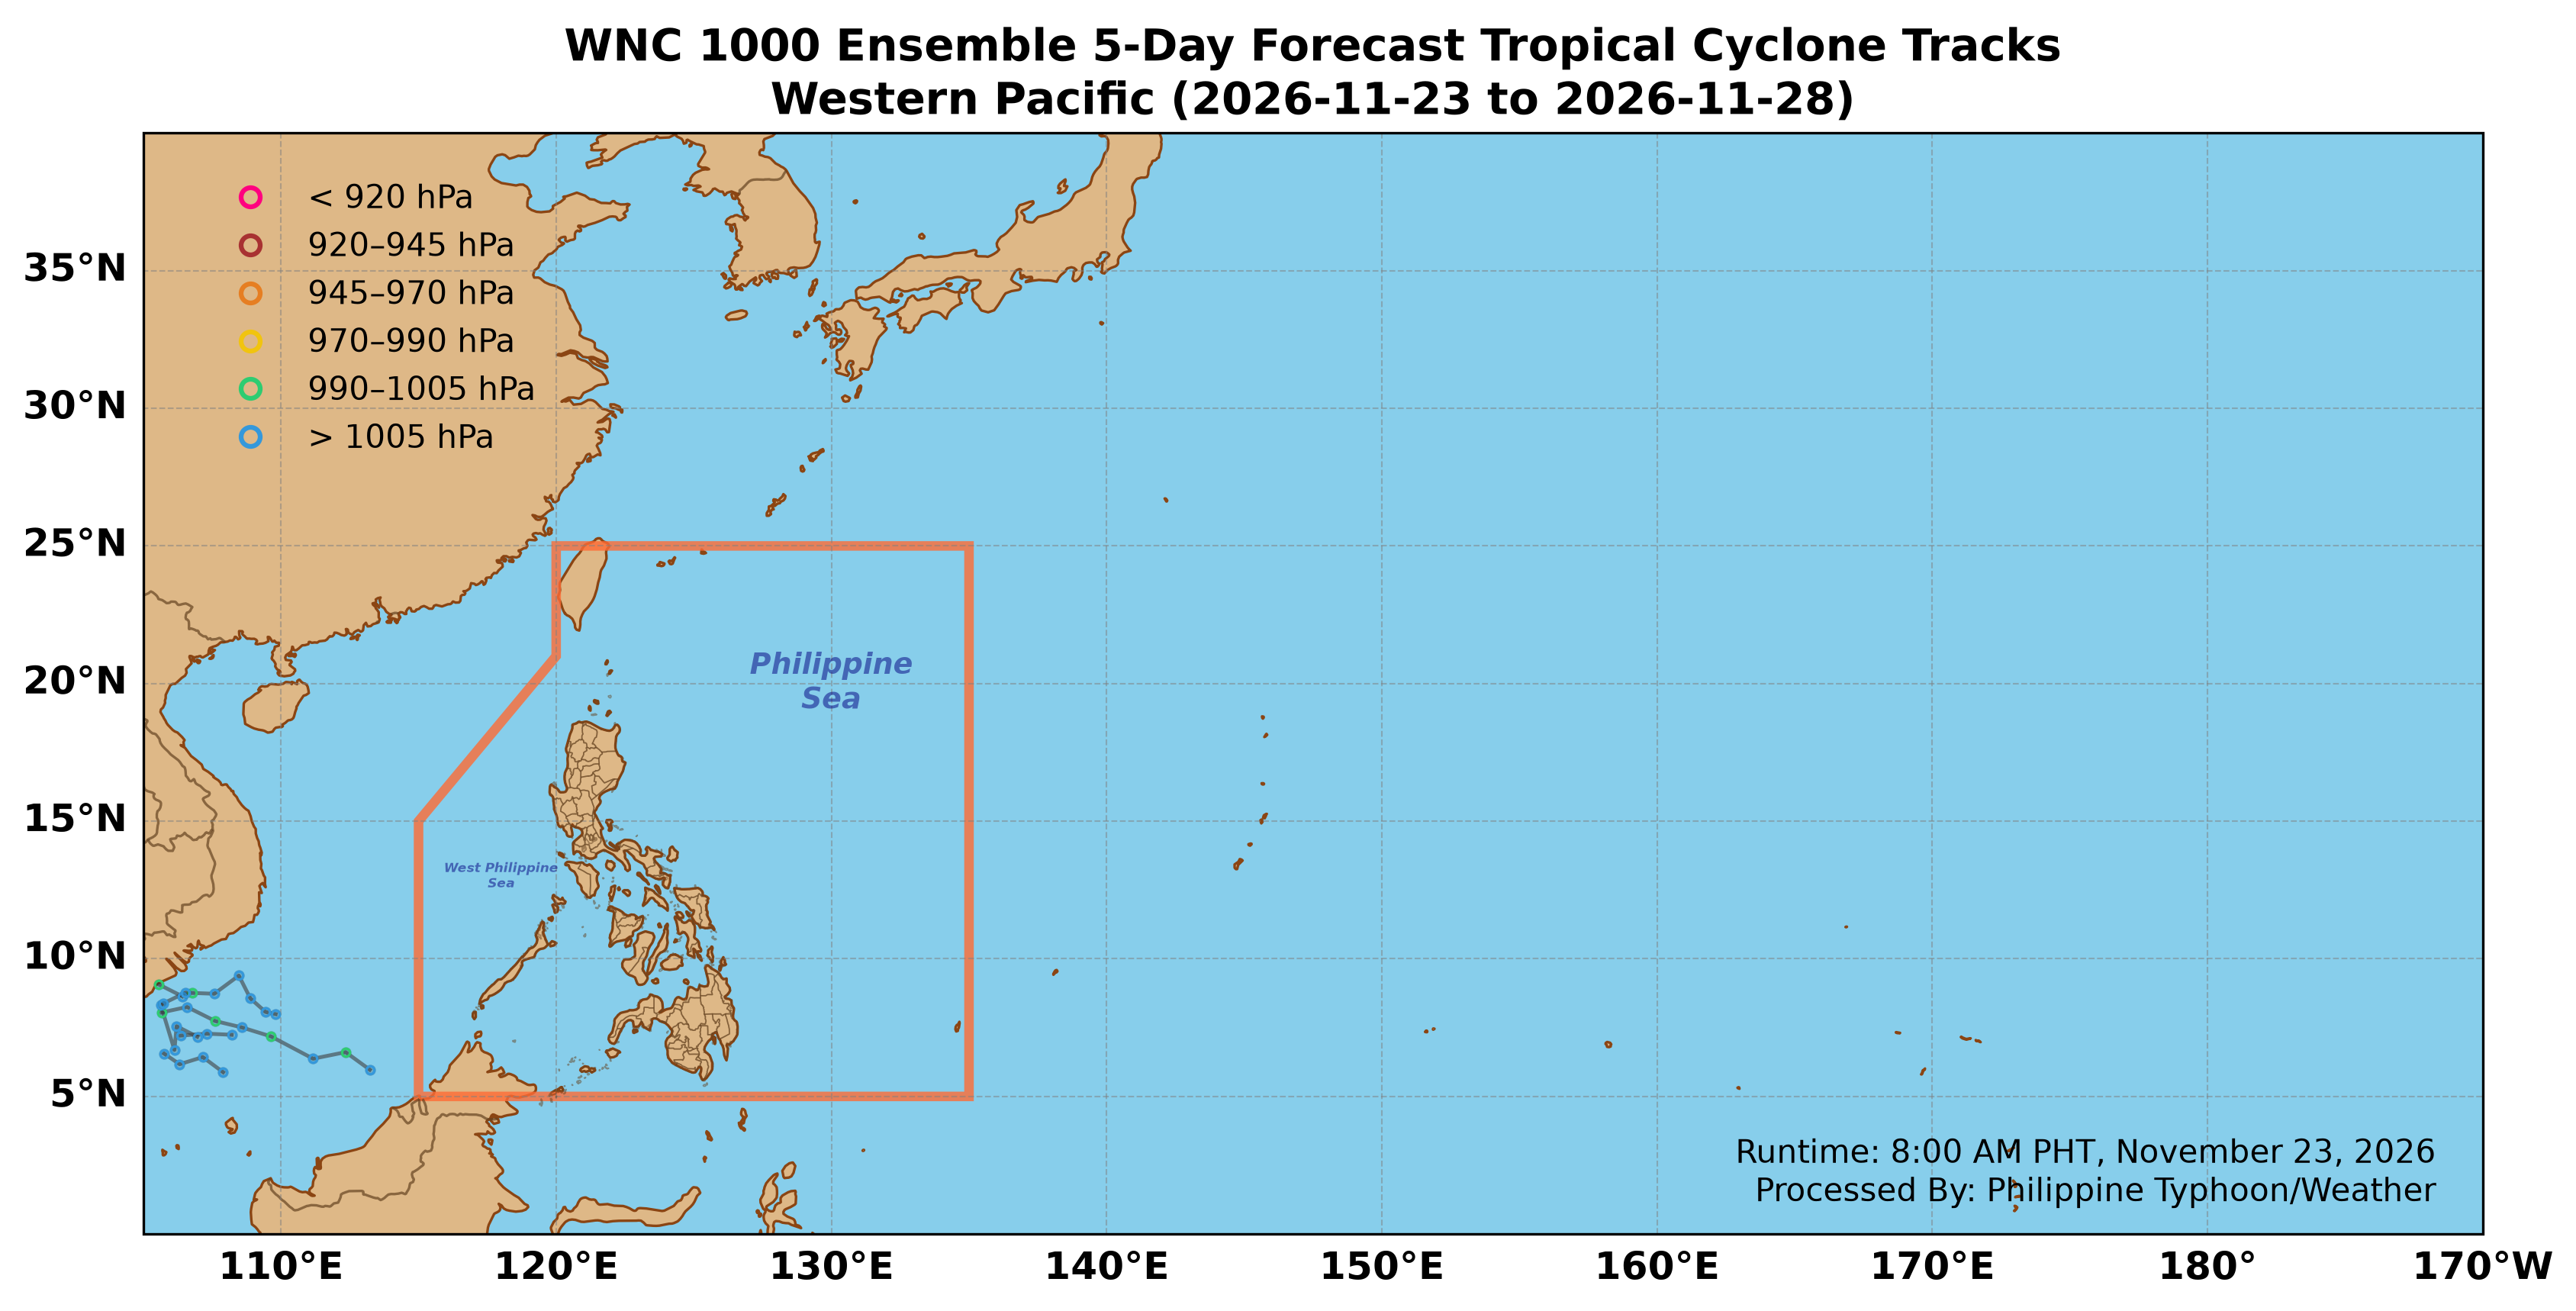 WNC 1000 Ensemble 5-Day Forecast Tropical Cyclone Tracks
Western Pacific (2026-11-23 to 2026-11-28)
< 920 hPa
920–945 hPa
945–970 hPa
970–990 hPa
990–1005 hPa
> 1005 hPa
35°N
30°N
25°N
20°N
15°N
10°N
5°N
Philippine
Sea
West Philippine
Sea
Runtime: 8:00 AM PHT, November 23, 2026
Processed By: Philippine Typhoon/Weather
110°E 120°E 130°E 140°E 150°E 160°E 170°E 180° 170°W